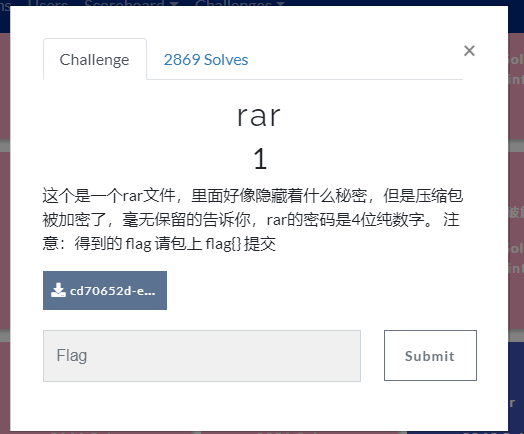 Users Scoreboard Challenges
Challenge
2869 Solves
×
rar
1
这个是一个rar文件，里面好像隐藏着什么秘密，但是压缩包
被加密了，毫无保留的告诉你，rar的密码是4位纯数字。 注
意：得到的 flag 请包上 flag{} 提交
cd70652d-e...
Flag
Submit